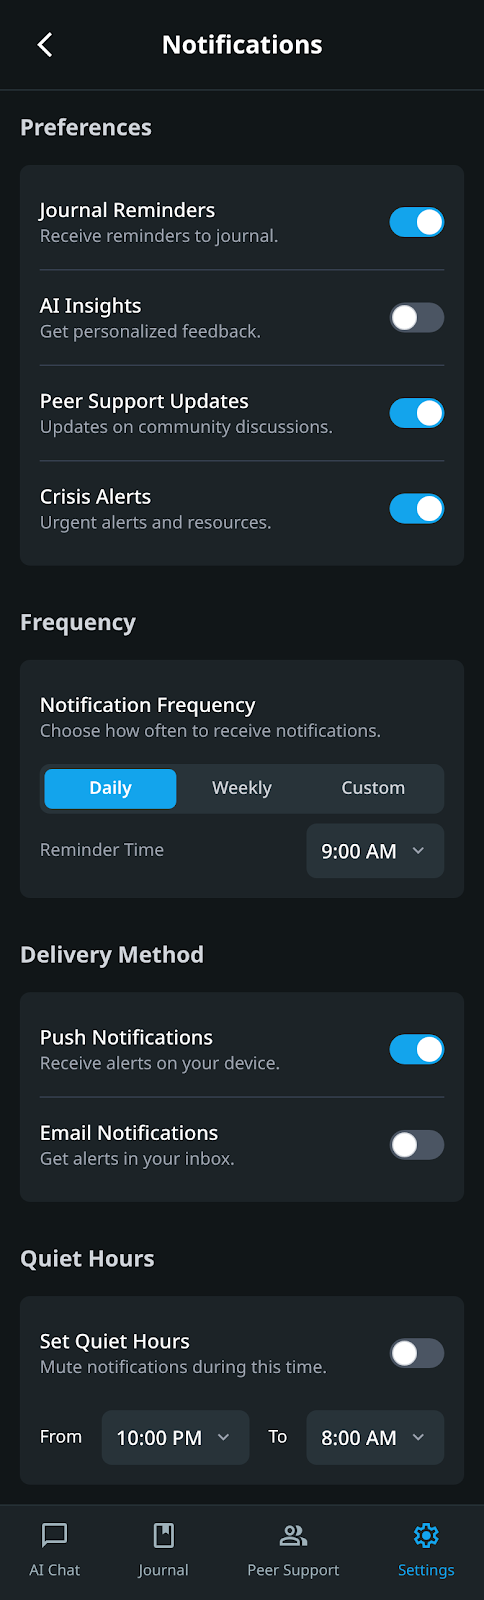 Notifications
Preferences
Journal Reminders
Receive reminders to journal.
AI Insights
Get personalized feedback.
Peer Support Updates
Updates on community discussions.
Crisis Alerts
Urgent alerts and resources.
Frequency
Notification Frequency
Choose how often to receive notifications.
Daily Weekly Custom
Reminder Time 9:00 AM
Delivery Method
Push Notifications
Receive alerts on your device.
Email Notifications
Get alerts in your inbox.
Quiet Hours
Set Quiet Hours
Mute notifications during this time.
From 10:00 PM To 8:00 AM
AI Chat Journal Peer Support Settings